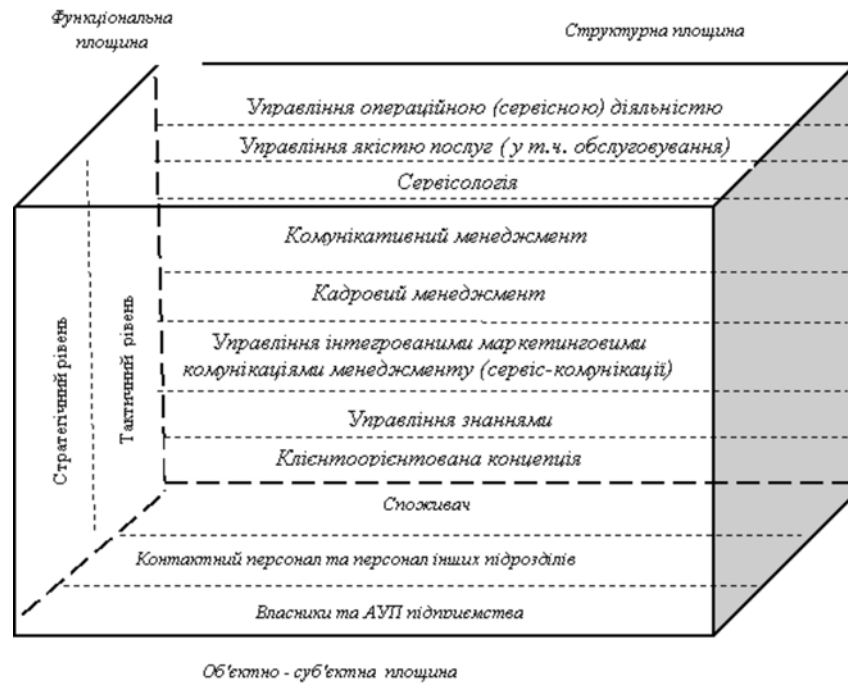 Функціональна
площина
Структурна площина
Управління операційною (сервісною) діяльністю
Управління якістю послуг ( у т.ч. обслуговування)
Сервісологія
Комунікативний менеджмент
Кадровий менеджмент
Управління інтегрованими маркетинговими
комунікаціями менеджменту (сервіс-комунікації)
Управління знаннями
Клієнтоорієнтована концепція
Стратегічний рівень
Тактичний рівень
Споживач
Контактний персонал та персонал інших підрозділів
Власники та АУП підприємства
Об'єктно - суб'єктна площина